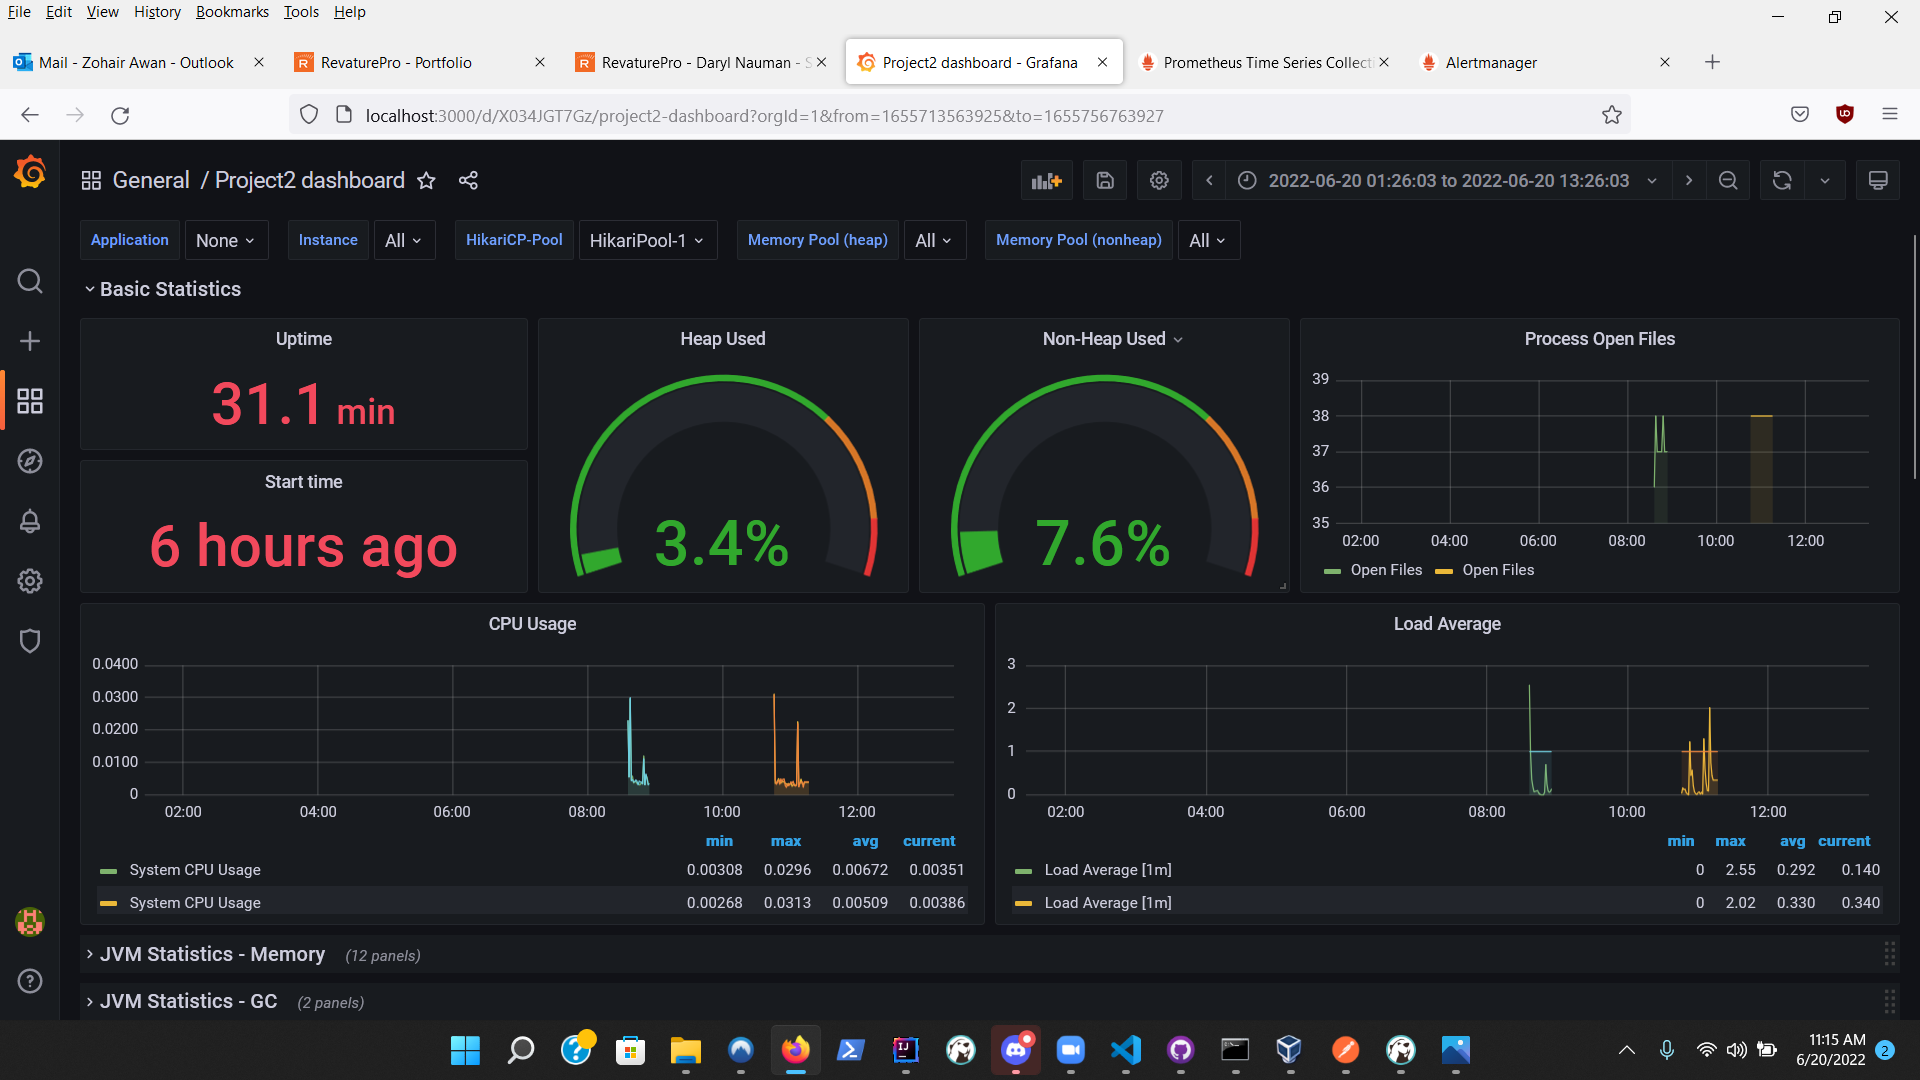 File Edit View History Bookmarks Tools Help
Mail - Zohair Awan - Outlook
RevaturePro - Portfolio
RevaturePro - Daryl Nauman - S
Project2 dashboard - Grafana
Prometheus Time Series Collecti
Alertmanager
localhost:3000/d/X034JGT7Gz/project2-dashboard?orgId=1&from=1655713563925&to=1655756763927
General / Project2 dashboard
2022-06-20 01:26:03 to 2022-06-20 13:26:03
Application None Instance All HikariCP-Pool HikariPool-1 Memory Pool (heap) All Memory Pool (nonheap) All
Basic Statistics
Uptime
31.1 min
Start time
6 hours ago
Heap Used
3.4%
Non-Heap Used
7.6%
Process Open Files
39
38
37
36
35
02:00 04:00 06:00 08:00 10:00 12:00
Open Files Open Files
CPU Usage
0.0400
0.0300
0.0200
0.0100
0
02:00 04:00 06:00 08:00 10:00 12:00
min max avg current
System CPU Usage 0.00308 0.0296 0.00672 0.00351
System CPU Usage 0.00268 0.0313 0.00509 0.00386
Load Average
3
2
1
0
02:00 04:00 06:00 08:00 10:00 12:00
min max avg current
Load Average [1m] 0 2.55 0.292 0.140
Load Average [1m] 0 2.02 0.330 0.340
JVM Statistics - Memory (12 panels)
JVM Statistics - GC (2 panels)
11:15 AM
6/20/2022
2